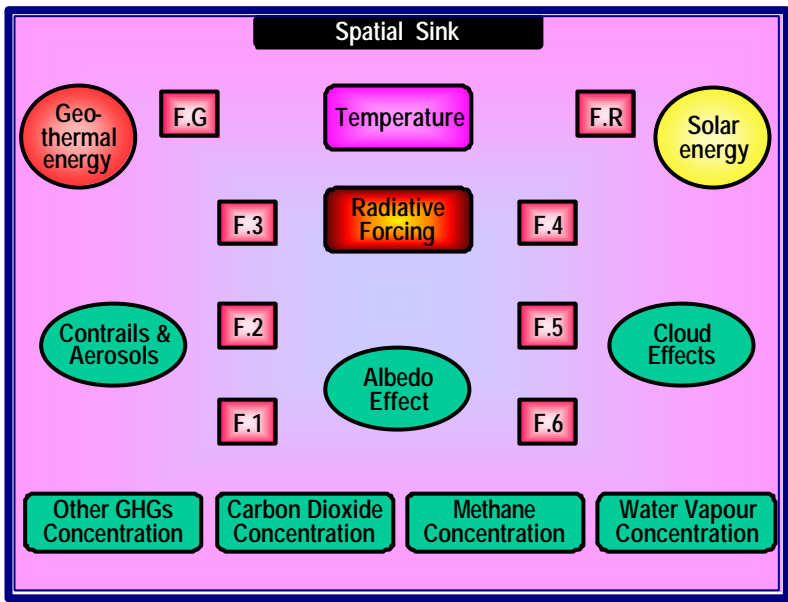 Spatial Sink
Geo-
thermal
energy
F.G
Temperature
F.R
Solar
energy
F.3
Radiative
Forcing
F.4
Contrails &
Aerosols
F.2
F.5
Cloud
Effects
Albedo
Effect
F.1
F.6
Other GHGs
Concentration
Carbon Dioxide
Concentration
Methane
Concentration
Water Vapour
Concentration